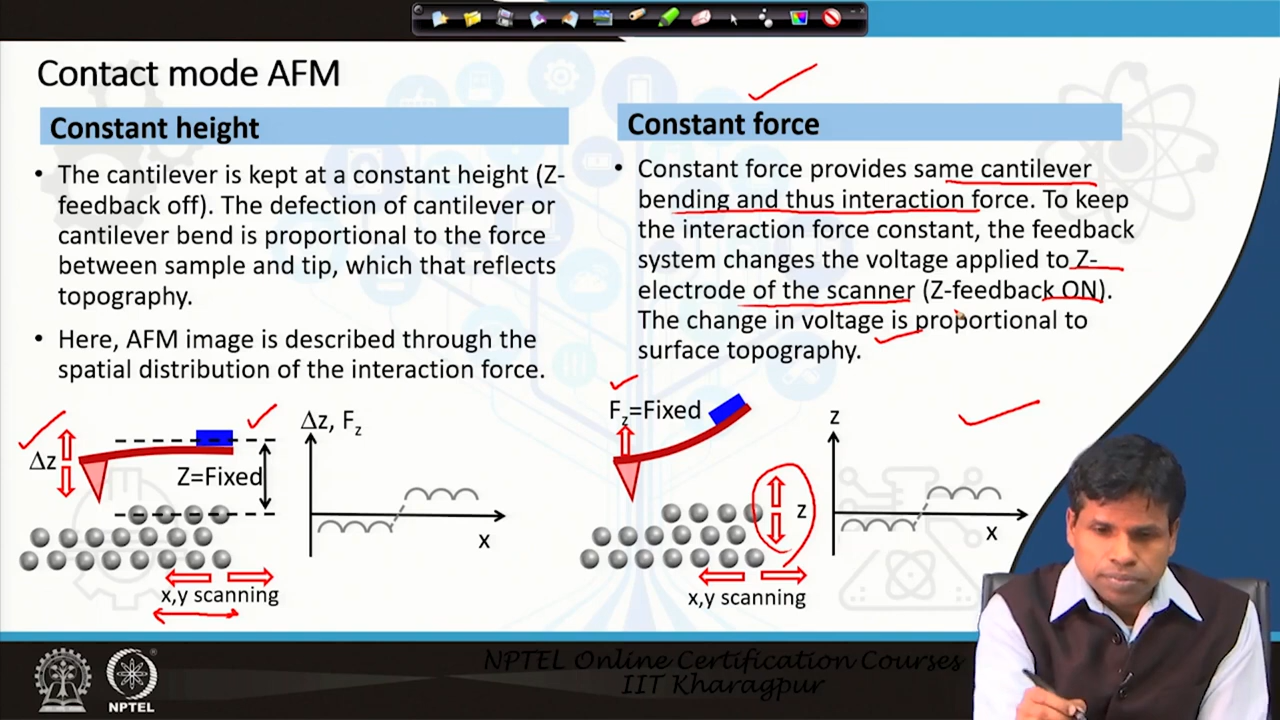 Contact mode AFM
Constant height
• The cantilever is kept at a constant height (Z-
feedback off). The defection of cantilever or
cantilever bend is proportional to the force
between sample and tip, which that reflects
topography.
• Here, AFM image is described through the
spatial distribution of the interaction force.
Δz
Z=Fixed
x,y scanning
Δz, Fz
x
Constant force
• Constant force provides same cantilever
bending and thus interaction force. To keep
the interaction force constant, the feedback
system changes the voltage applied to Z-
electrode of the scanner (Z-feedback ON).
The change in voltage is proportional to
surface topography.
Fz=Fixed
z
x,y scanning
z
x
NPTEL
NPTEL Online Certification Courses
IIT Kharagpur